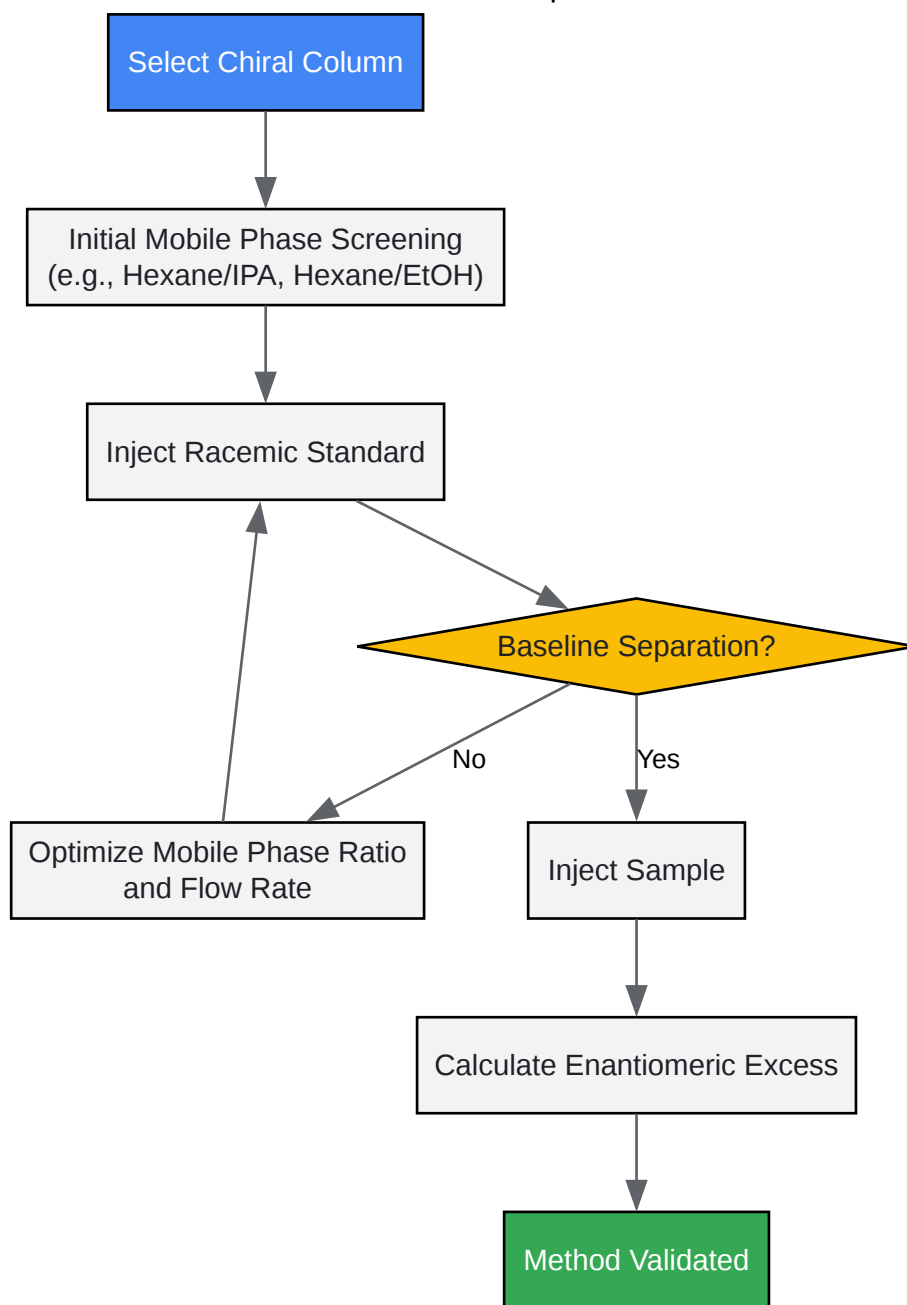 Select Chiral Column
Initial Mobile Phase Screening
(e.g., Hexane/IPA, Hexane/EtOH)
Inject Racemic Standard
Baseline Separation?
No
Yes
Optimize Mobile Phase Ratio
and Flow Rate
Inject Sample
Calculate Enantiomeric Excess
Method Validated